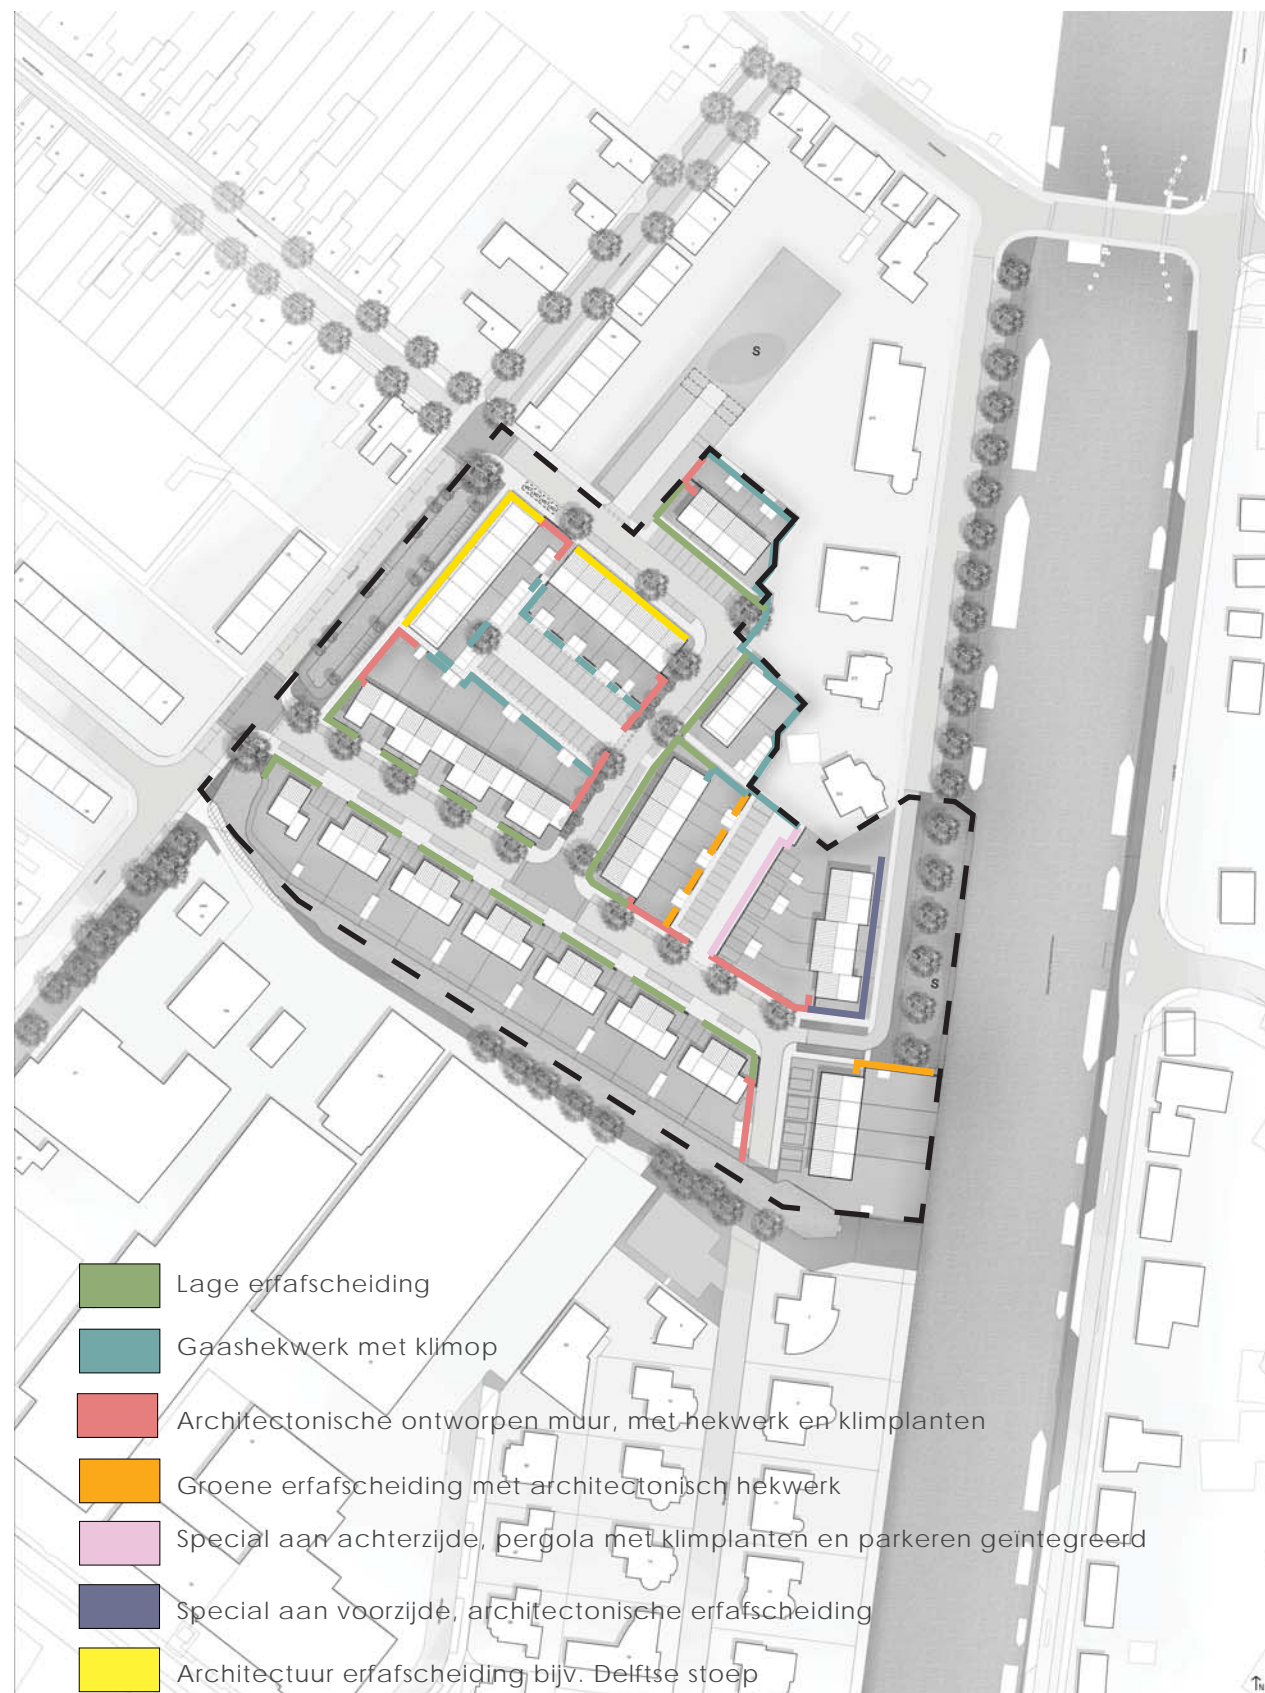 S
S
Lage erfafscheiding
Gaashekwerk met klimop
Architectonische ontworpen muur, met hekwerk en klimplanten
Groene erfafscheiding met architectonisch hekwerk
Special aan achterzijde, pergola met klimplanten en parkeren geïntegreerd
Special aan voorzijde, architectonische erfafscheiding
Architectuur erfafscheiding bijv. Delftse stoep
N